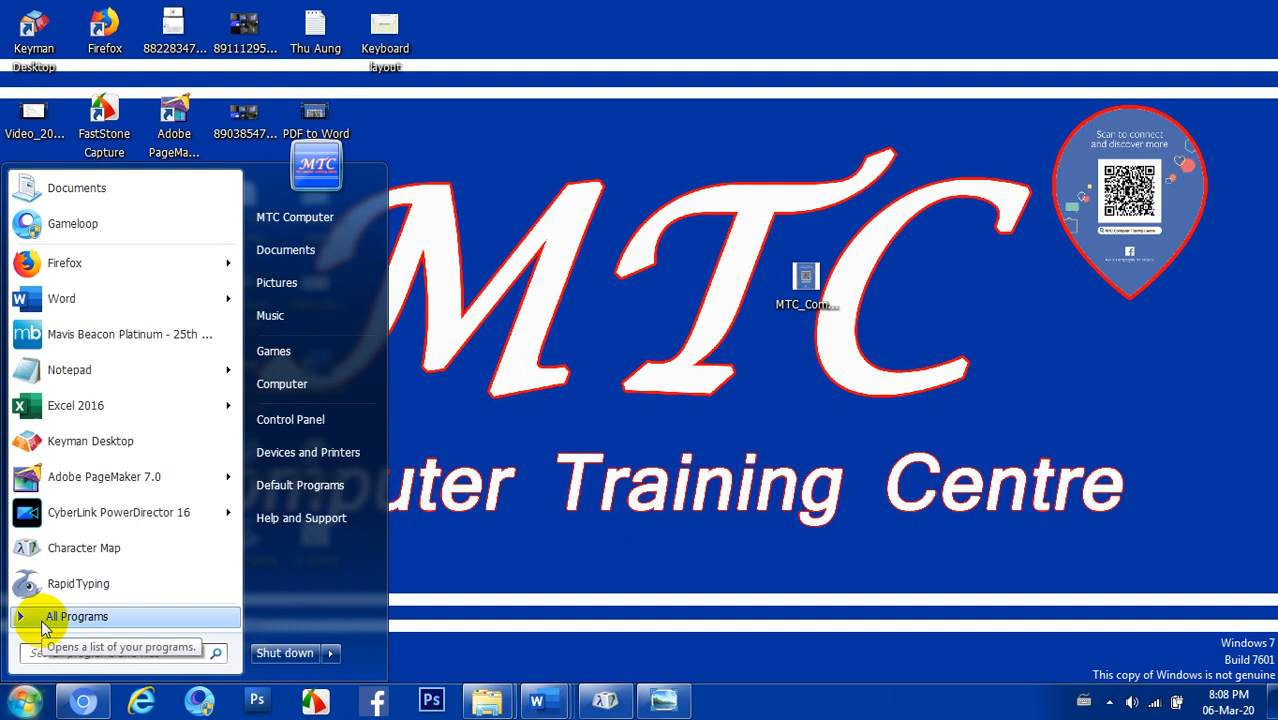 Keyman
Desktop
Firefox
88228347...
89111295...
Thu Aung
Keyboard
layout
Video_20...
FastStone
Capture
Adobe
PageMa...
89038547...
PDF to Word
MTC
Documents
Gameloop
Firefox
Word
Mavis Beacon Platinum - 25th ...
Notepad
Excel 2016
Keyman Desktop
Adobe PageMaker 7.0
CyberLink PowerDirector 16
Character Map
RapidTyping
All Programs
Opens a list of your programs.
MTC Computer
Documents
Pictures
Music
Games
Computer
Control Panel
Devices and Printers
Default Programs
Help and Support
Shut down
MTC
uter Training Centre
MTC_Com...
Scan to connect
and discover more
MTC Computer Training Centre
Windows 7
Build 7601
This copy of Windows is not genuine
8:08 PM
06-Mar-20